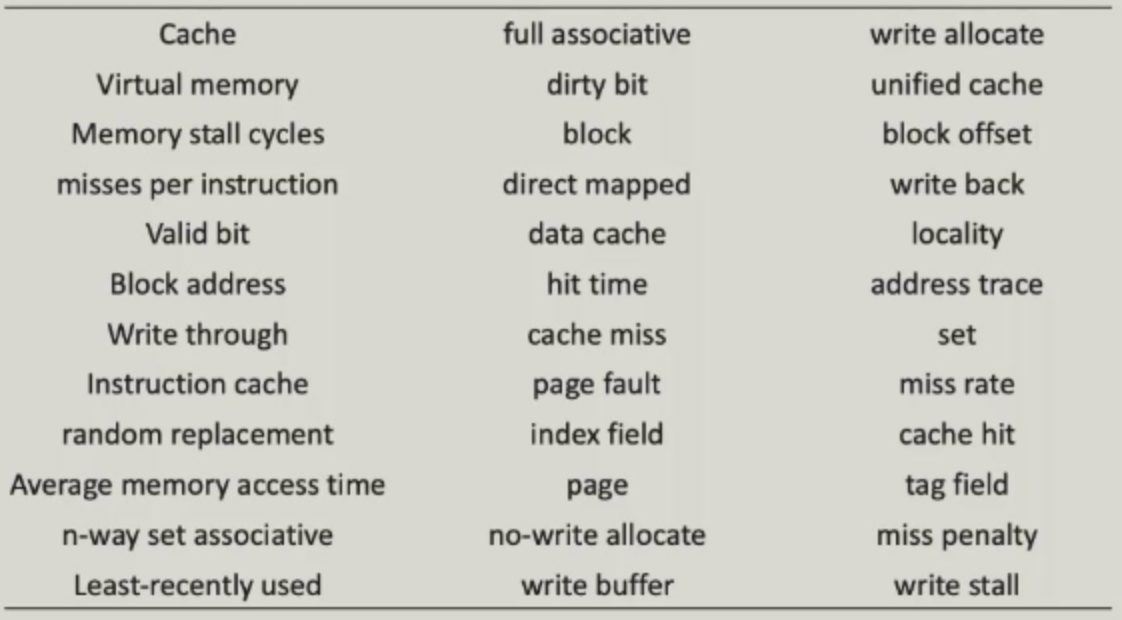 Cache full associative write allocate
Virtual memory dirty bit unified cache
Memory stall cycles block block offset
misses per instruction direct mapped write back
Valid bit data cache locality
Block address hit time address trace
Write through cache miss set
Instruction cache page fault miss rate
random replacement index field cache hit
Average memory access time page tag field
n-way set associative no-write allocate miss penalty
Least-recently used write buffer write stall